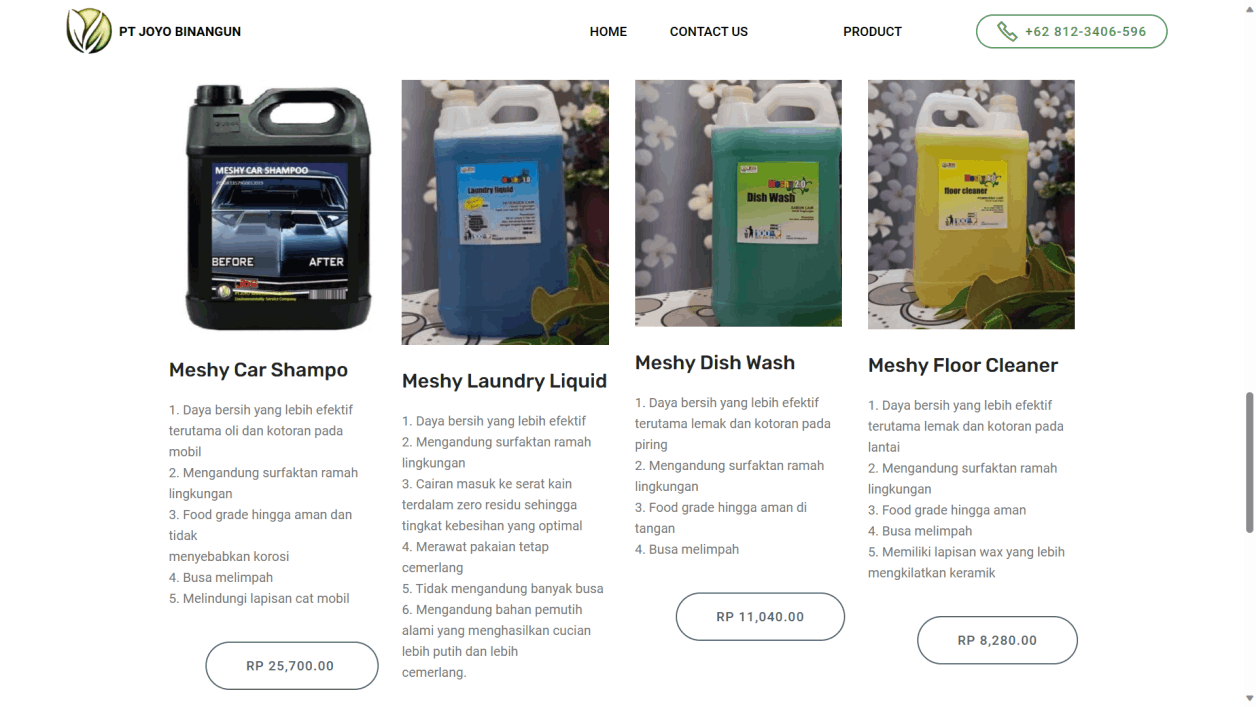 PT JOYO BINANGUN
HOME
CONTACT US
PRODUCT
+62 812-3406-596
MESHY CAR SHAMPOO
BEFORE
AFTER
Laundry liquid
Dish Wash
floor cleaner
Meshy Car Shampo
1. Daya bersih yang lebih efektif
terutama oli dan kotoran pada
mobil
2. Mengandung surfaktan ramah
lingkungan
3. Food grade hingga aman dan
tidak
menyebabkan korosi
4. Busa melimpah
5. Melindungi lapisan cat mobil
RP 25,700.00
Meshy Laundry Liquid
1. Daya bersih yang lebih efektif
2. Mengandung surfaktan ramah
lingkungan
3. Cairan masuk ke serat kain
terdalam zero residu sehingga
tingkat kebesihan yang optimal
4. Merawat pakaian tetap
cemerlang
5. Tidak mengandung banyak busa
6. Mengandung bahan pemutih
alami yang menghasilkan cucian
lebih putih dan lebih
cemerlang.
Meshy Dish Wash
1. Daya bersih yang lebih efektif
terutama lemak dan kotoran pada
piring
2. Mengandung surfaktan ramah
lingkungan
3. Food grade hingga aman di
tangan
4. Busa melimpah
RP 11,040.00
Meshy Floor Cleaner
1. Daya bersih yang lebih efektif
terutama lemak dan kotoran pada
lantai
2. Mengandung surfaktan ramah
lingkungan
3. Food grade hingga aman
4. Busa melimpah
5. Memiliki lapisan wax yang lebih
mengkilatkan keramik
RP 8,280.00